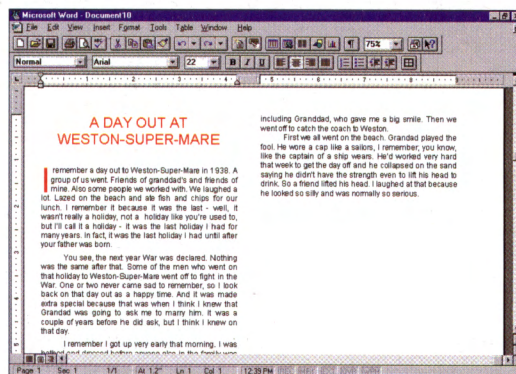 Microsoft Word - Document10
File Edit View Insert Format Tools Table Window Help
75%
Normal Arial 22 B I U
A DAY OUT AT
WESTON-SUPER-MARE
I remember a day out to Weston-Super-Mare in 1938. A
group of us went. Friends of granddad's and friends of
mine. Also some people we worked with. We laughed a
lot. Lazed on the beach and ate fish and chips for our
lunch. I remember it because it was the last - well, it
wasn't really a holiday, not a holiday like you're used to,
but I'll call it a holiday - it was the last holiday I had for
many years. In fact, it was the last holiday I had until after
your father was born.
You see, the next year War was declared. Nothing
was the same after that. Some of the men who went on
that holiday to Weston-Super-Mare went off to fight in the
War. One or two never came sad to remember, so I look
back on that day out as a happy time. And it was made
extra special because that was when I think I knew that
Grandad was going to ask me to marry him. It was a
couple of years before he did ask, but I think I knew on
that day.
I remember I got up very early that morning. I was
including Granddad, who gave me a big smile. Then we
went off to catch the coach to Weston.
First we all went on the beach. Grandad played the
fool. He wore a cap like a sailors, I remember, you know,
like the captain of a ship wears. He'd worked very hard
that week to get the day off and he collapsed on the sand
saying he didn't have the strength even to lift his head to
drink. So a friend lifted his head. I laughed at that because
he looked so silly and was normally so serious.
Page 1 Sec 1 1/1 At 1.2" Ln 1 Col 1 12:39 PM